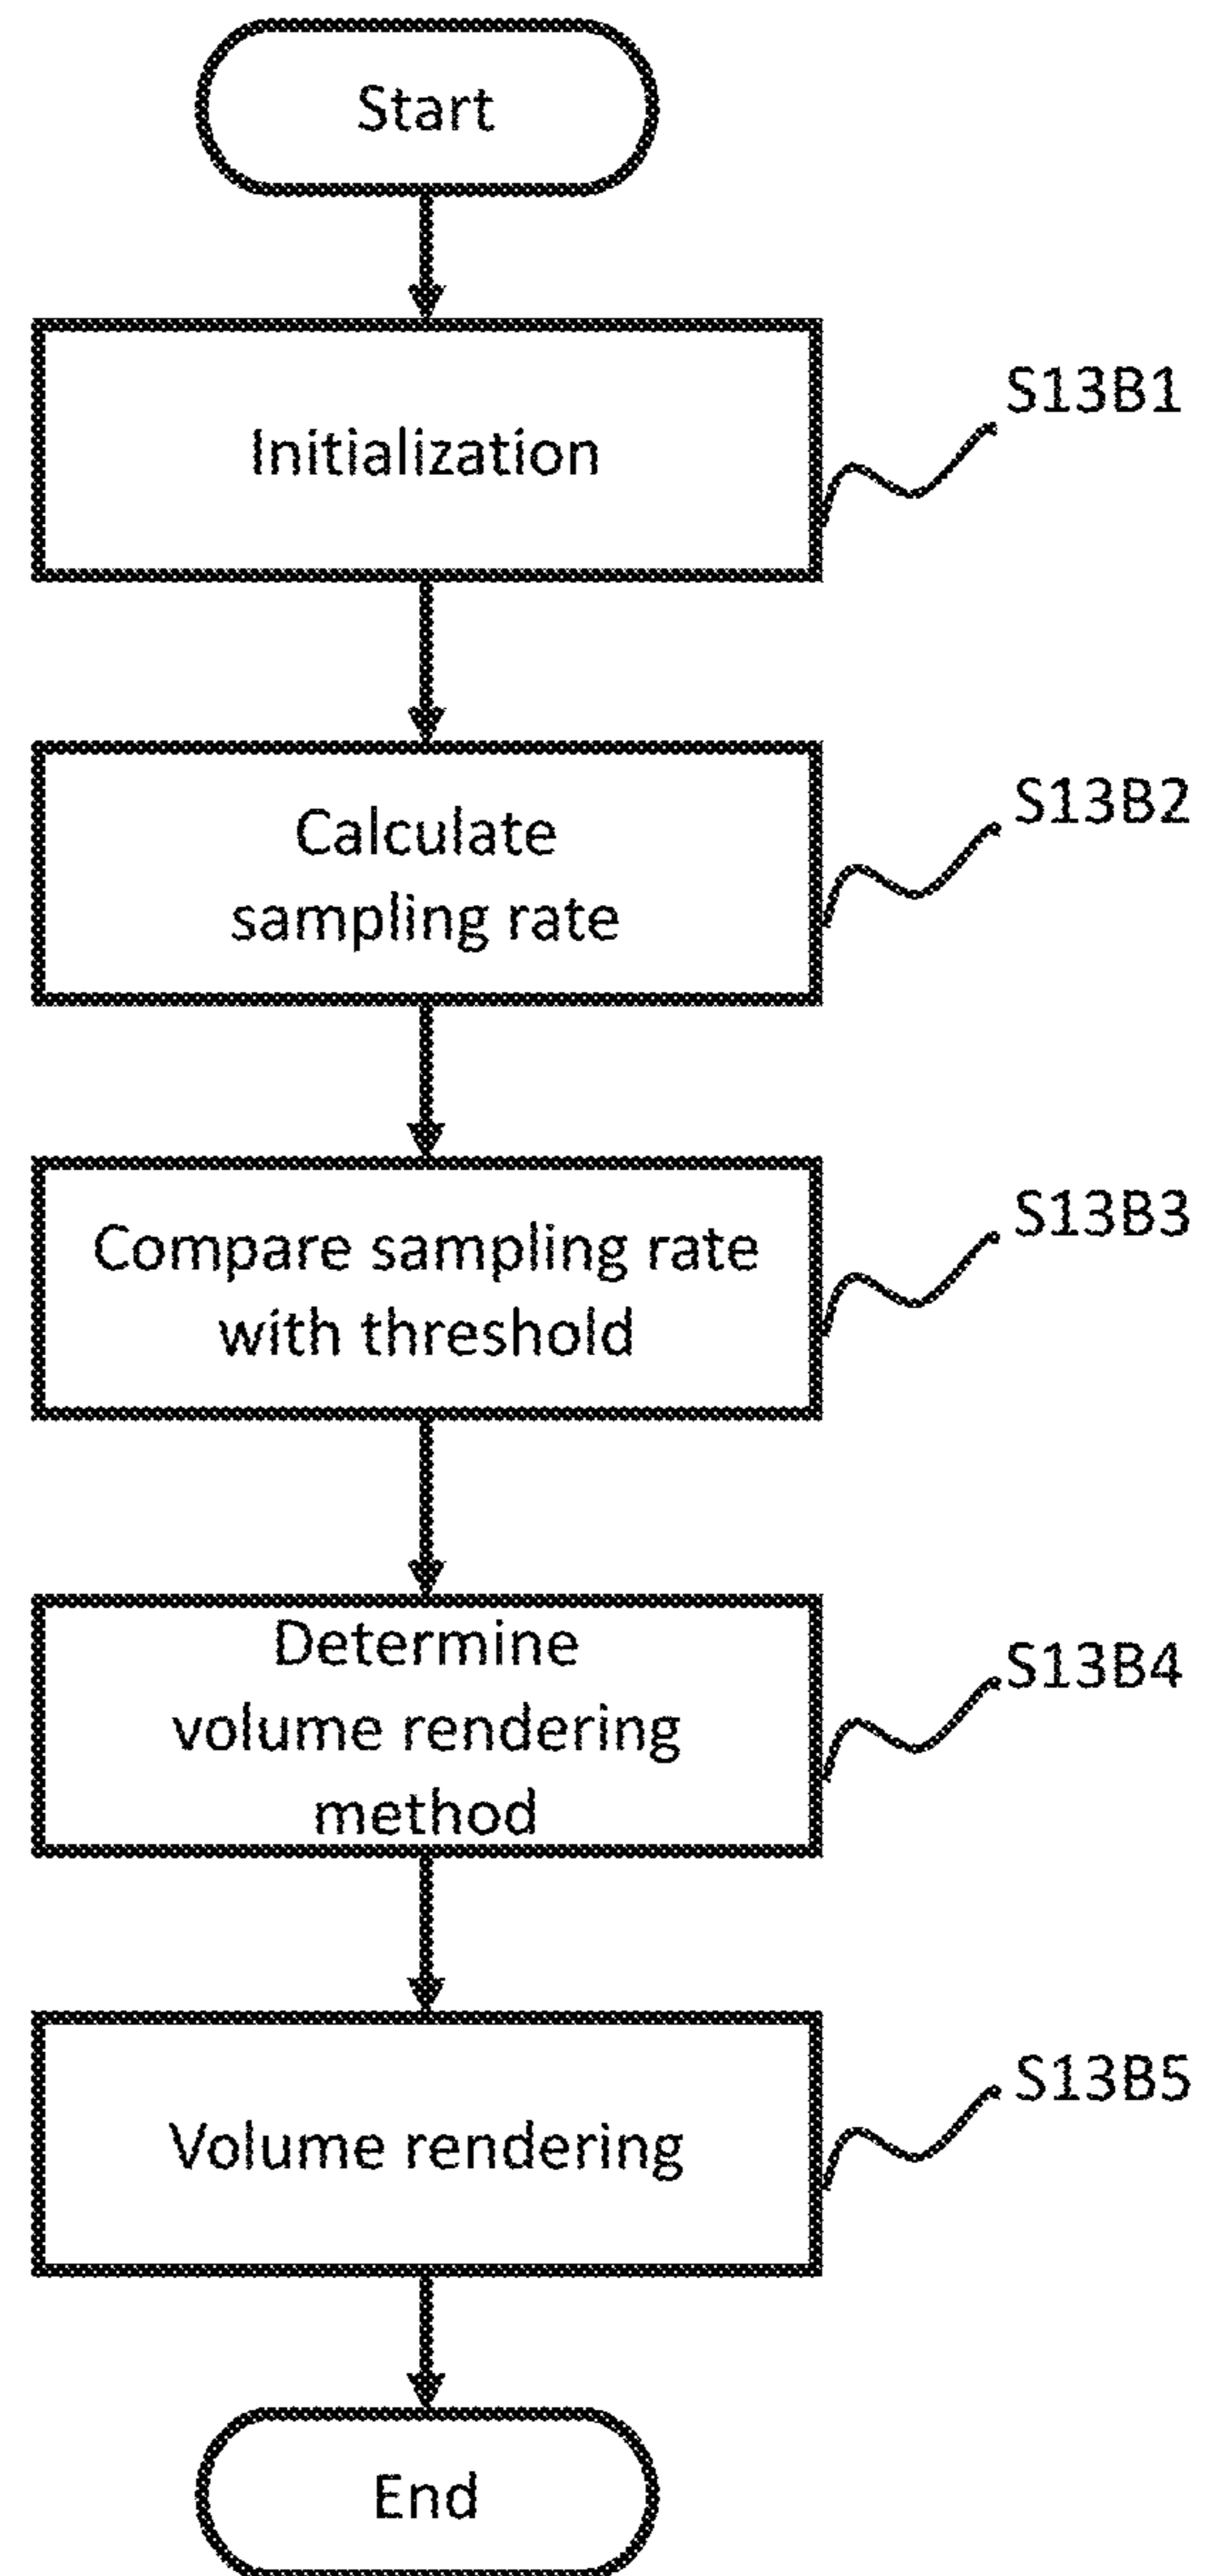 Start
Initialization
S13B1
Calculate
sampling rate
S13B2
Compare sampling rate
with threshold
S13B3
Determine
volume rendering
method
S13B4
Volume rendering
S13B5
End